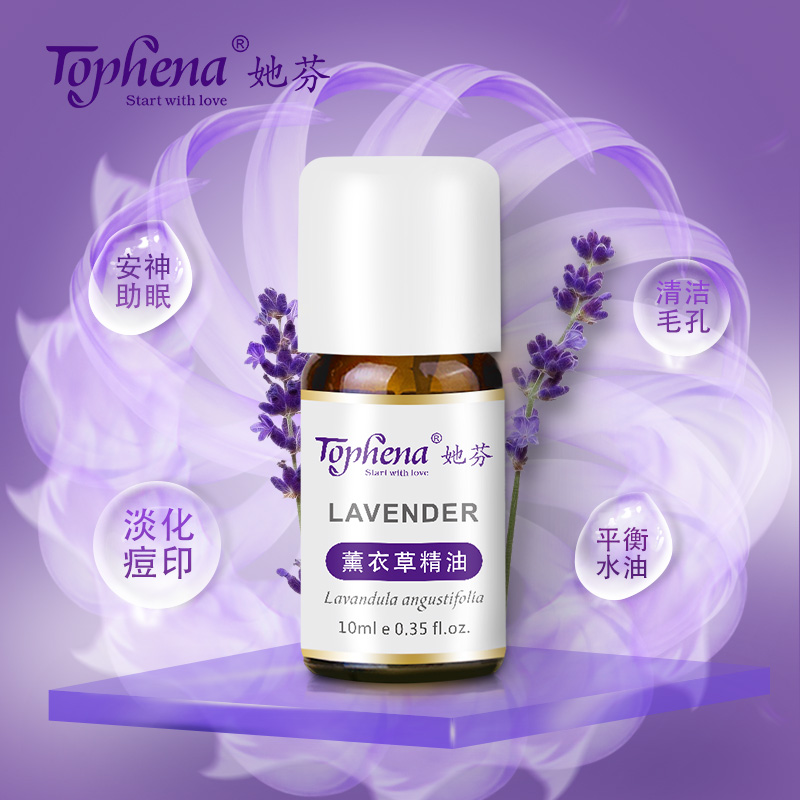 Tophena® 她芬
Start with love
安神
助眠
清洁
毛孔
Tophena® 她芬
Start with love
LAVENDER
薰衣草精油
Lavandula angustifolia
10ml e 0.35 fl.oz.
淡化
痘印
平衡
水油